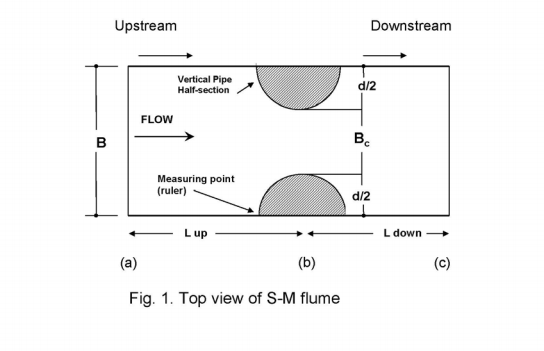 Upstream
Downstream
Vertical Pipe
Half-section
d/2
FLOW
B
B꜀
Measuring point
(ruler)
d/2
L up
L down
(a)
(b)
(c)
Fig. 1. Top view of S-M flume